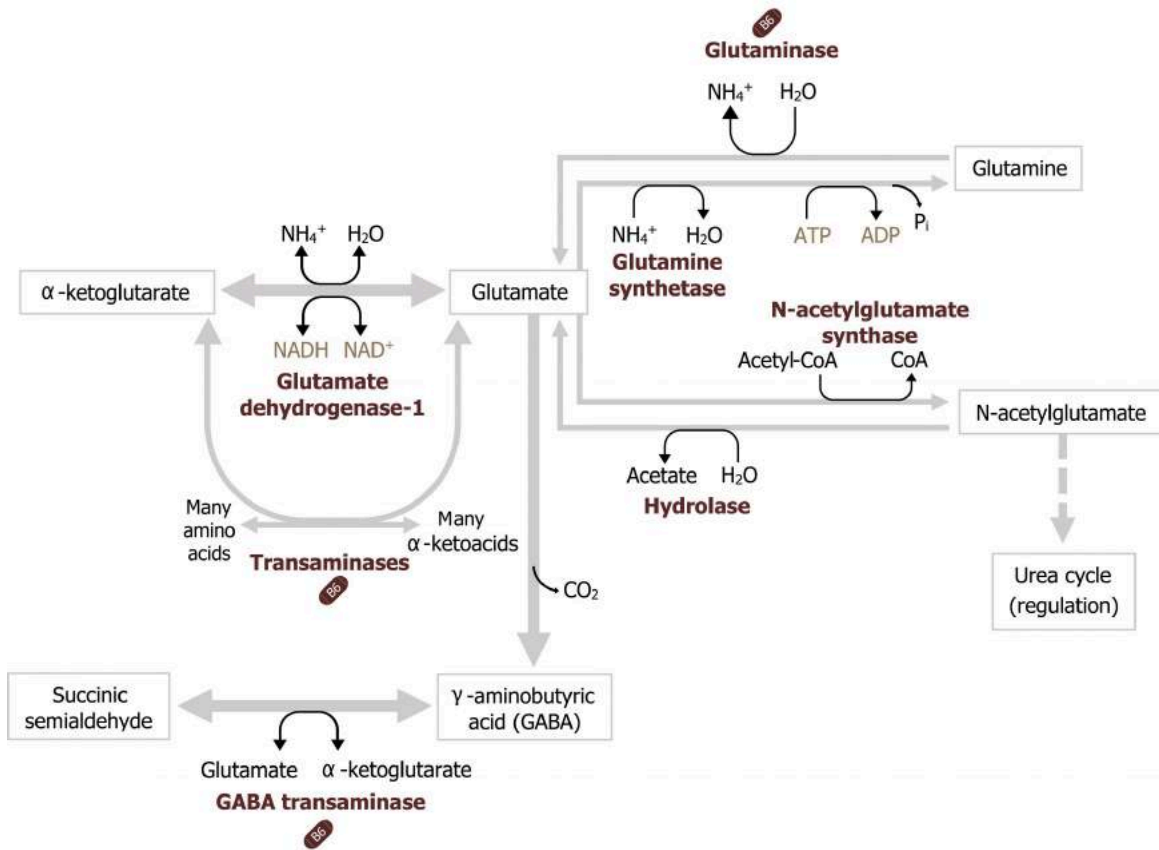 B6
Glutaminase
NH₄⁺ H₂O
Glutamine
NH₄⁺ H₂O
ATP ADP Pᵢ
Glutamine
synthetase
NH₄⁺ H₂O
α-ketoglutarate
Glutamate
NADH NAD⁺
Glutamate
dehydrogenase-1
N-acetylglutamate
synthase
Acetyl-CoA CoA
N-acetylglutamate
Acetate H₂O
Hydrolase
Many
amino
acids
Many
α-ketoacids
Transaminases
B6
CO₂
Urea cycle
(regulation)
Succinic
semialdehyde
γ-aminobutyric
acid (GABA)
Glutamate α-ketoglutarate
GABA transaminase
B6